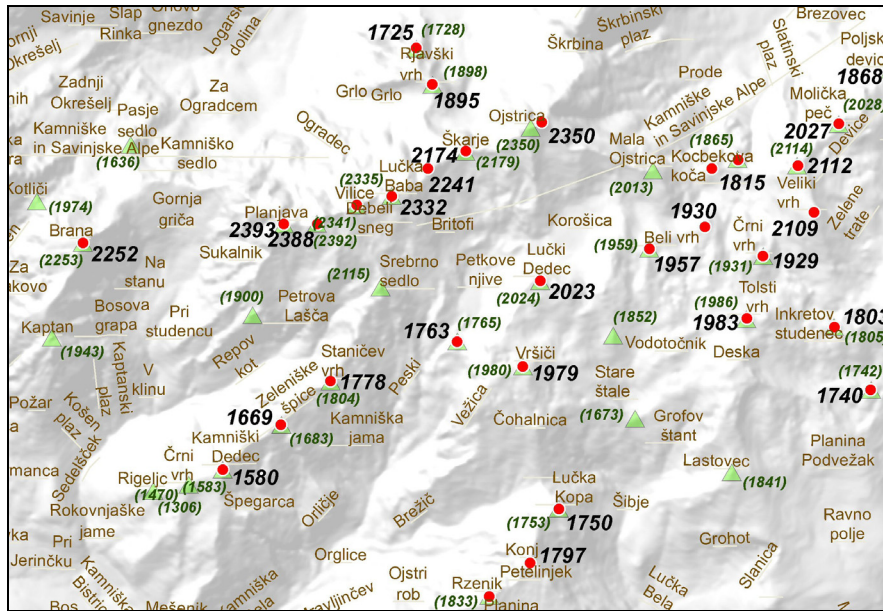 Savinje
Slap
Rinka
Orlovo
gnezdo
Logarska
dolina
1725
(1728)
Rjavški
vrh
(1898)
1895
Grlo
Grlo
Škrbinski
plaz
Škrbina
Brezovec
Slatinski
plaz
Poljske
device
1868
Okrešelj
Zadnji
Okrešelj
Za
Ogradcem
Prode
Kamniške
in Savinjske Alpe
Molička
peč
(2028)
2027
Device
Pasje
sedlo
Kamniške
in Savinjske Alpe
(1636)
Kamniško
sedlo
Ogradec
Ojstrica
(2350)
2350
Škarje
2174
(2179)
Mala
Ojstrica
(2013)
(1865)
Kocbekova
koča
1815
(2114)
2112
Veliki
vrh
2109
Zelene
trate
Kotliči
(1974)
Gornja
griča
Lučka
Baba
2241
(2335)
2332
Vilice
Debeli
sneg
(2341)
(2392)
Planjava
2393
2388
Britofi
Korošica
1930
Brana
(2253)
2252
Sukalnik
(2115)
Srebrno
sedlo
Petkove
njive
Lučki
Dedec
(2024)
2023
(1959)
Beli vrh
1957
Črni
vrh
(1931)
1929
Na
stanu
Bosova
grapa
Pri
studencu
(1900)
Petrova
Lašča
1763
(1765)
(1852)
Vodotočnik
(1986)
Tolsti
vrh
1983
Deska
Inkretov
studenec
1803
(1805)
Kaptan
(1943)
Kaptanski
plaz
V
klinu
Repov
kot
Staničev
vrh
1778
(1804)
Peski
Vršiči
(1980)
1979
Stare
štale
(1673)
(1742)
1740
Požar
Košen
plaz
Zeleniške
špice
1669
(1683)
Kamniška
jama
Vežica
Čohalnica
Grofov
štant
Planina
Podvežak
Sedelšček
Kamniški
Dedec
Črni
vrh
1580
(1583)
Rigeljc
(1470)
(1306)
Špegarca
Orličje
Brežič
Lučka
Kopa
(1753)
1750
Šibje
Lastovec
(1841)
Ravno
polje
Rokovnjaške
jame
Pri
Jerinčku
Orglice
Konj
1797
Petelinjek
Grohot
Slanica
Kamniška
Bistrica
Mešenik
Kamniška
Ojstri
rob
Rzenik
(1833)
Planina
Lučka
Bela